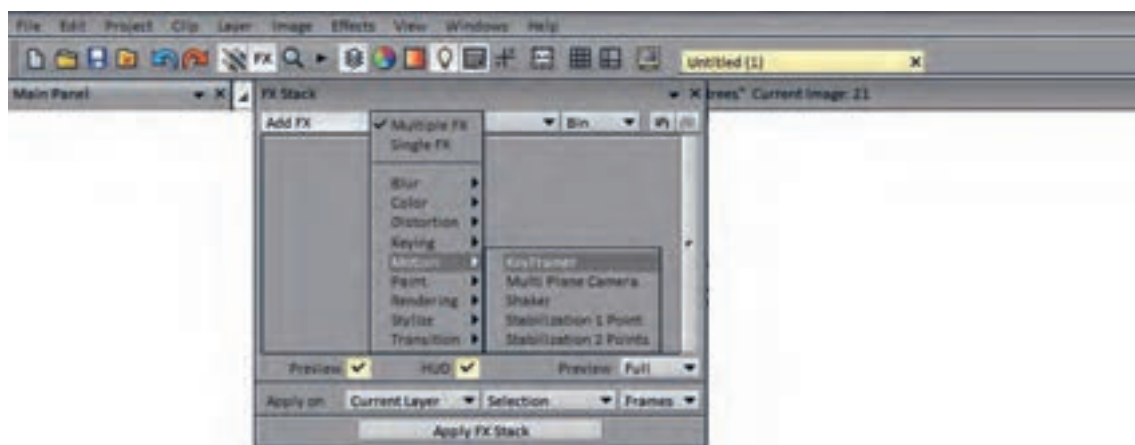 File Edit Project Clip Layer Image Effects View Windows Help
FX
Untitled (1)
Main Panel
FX Stack
trees" Current Image: 21
Add FX
Bin
Multiple FX
Single FX
Blur
Color
Distortion
Keying
Motion
Paint
Rendering
Stylize
Transition
KeyFramer
Multi Plane Camera
Shaker
Stabilization 1 Point
Stabilization 2 Points
Preview HUD Preview Full
Apply on Current Layer Selection Frames
Apply FX Stack